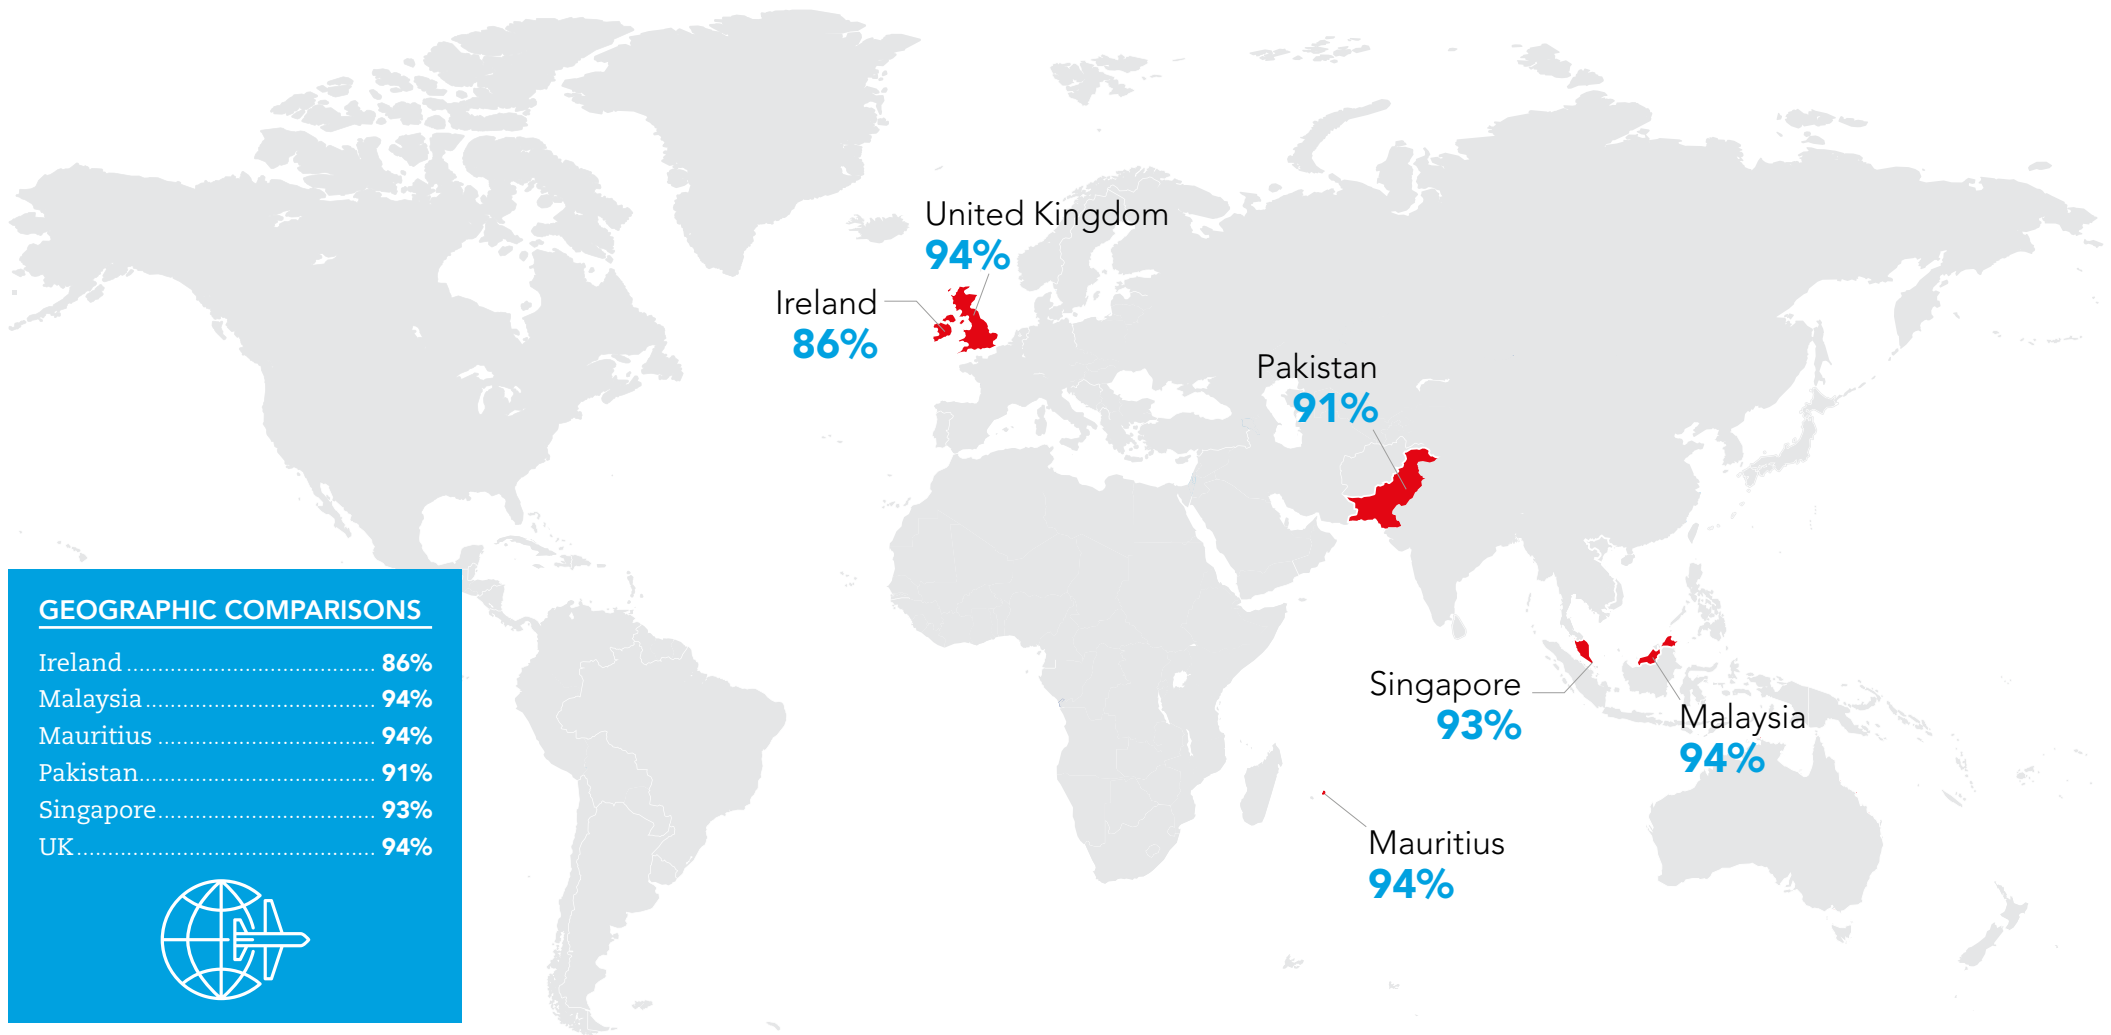 United Kingdom
94%
Ireland
86%
Pakistan
91%
Singapore
93%
Malaysia
94%
Mauritius
94%
GEOGRAPHIC COMPARISONS
Ireland 86%
Malaysia 94%
Mauritius 94%
Pakistan 91%
Singapore 93%
UK 94%